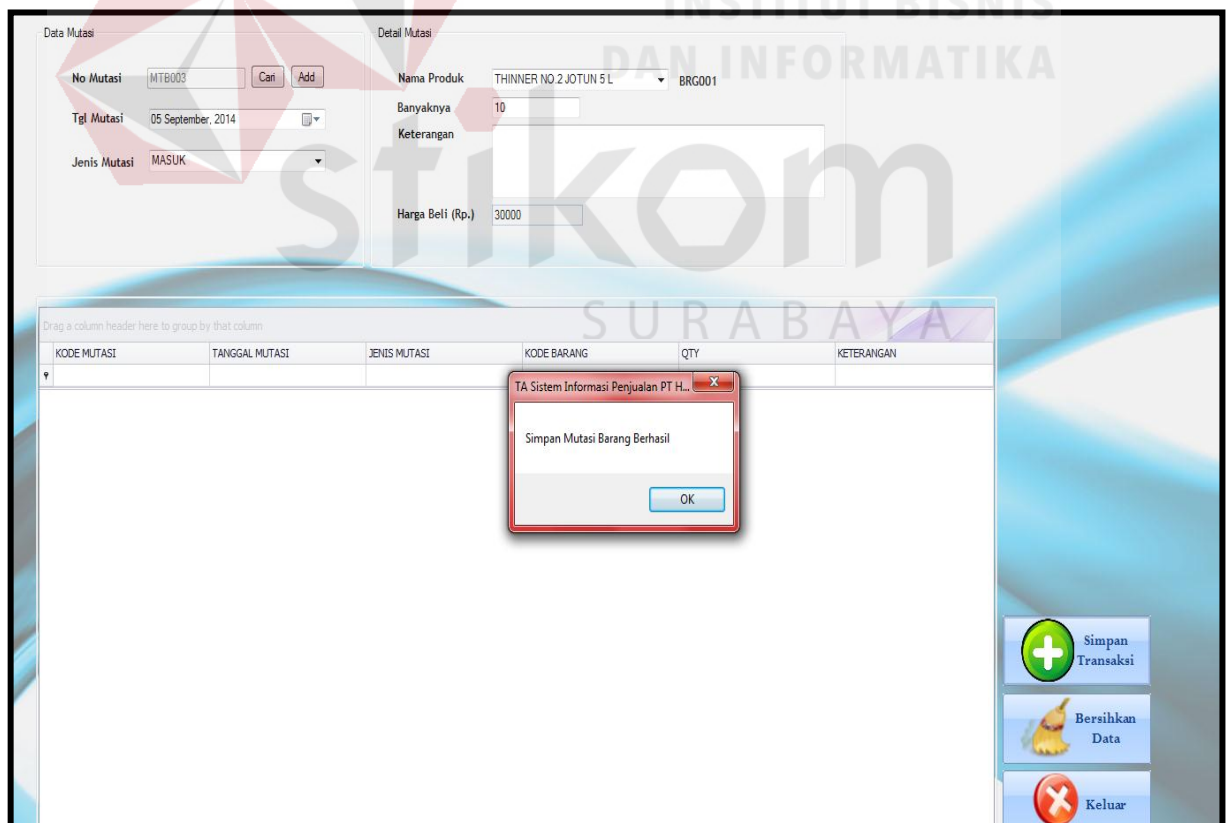 INSTITUT BISNIS
DAN INFORMATIKA
stikom
SURABAYA
Data Mutasi
No Mutasi MTB003 Cari Add
Tgl Mutasi 05 September, 2014
Jenis Mutasi MASUK
Detail Mutasi
Nama Produk THINNER NO.2 JOTUN 5 L BRG001
Banyaknya 10
Keterangan
Harga Beli (Rp.) 30000
Drag a column header here to group by that column
KODE MUTASI TANGGAL MUTASI JENIS MUTASI KODE BARANG QTY KETERANGAN
TA Sistem Informasi Penjualan PT H...
Simpan Mutasi Barang Berhasil
OK
Simpan
Transaksi
Bersihkan
Data
Keluar